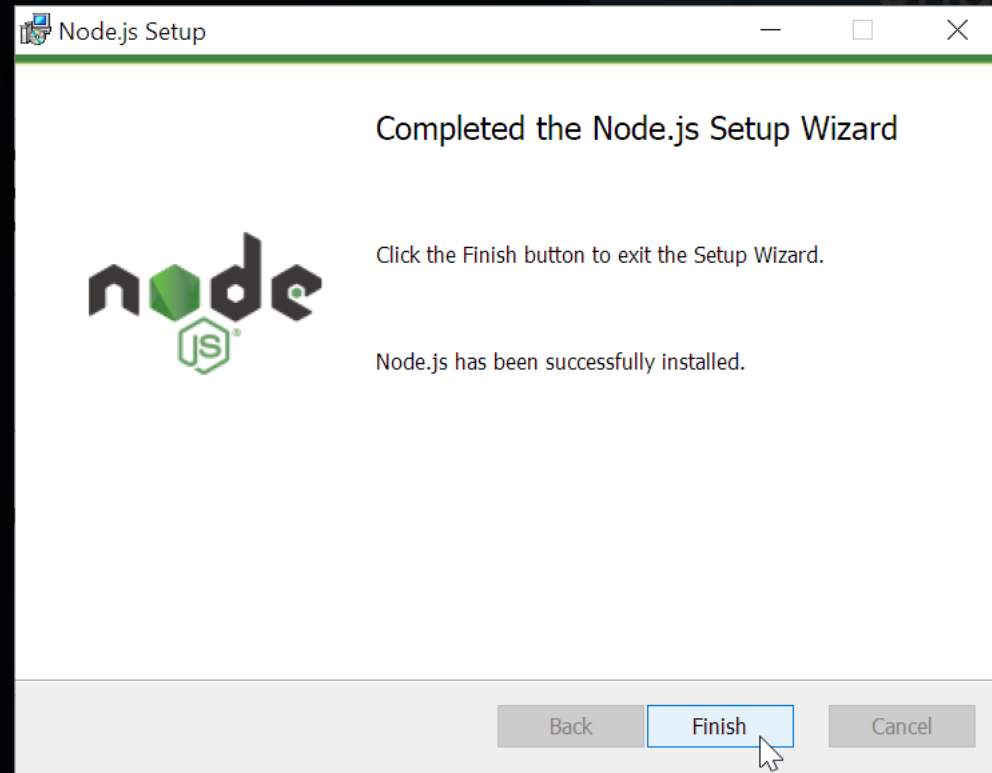 Node.js Setup
Completed the Node.js Setup Wizard
Click the Finish button to exit the Setup Wizard.
node
JS®
Node.js has been successfully installed.
Back Finish Cancel